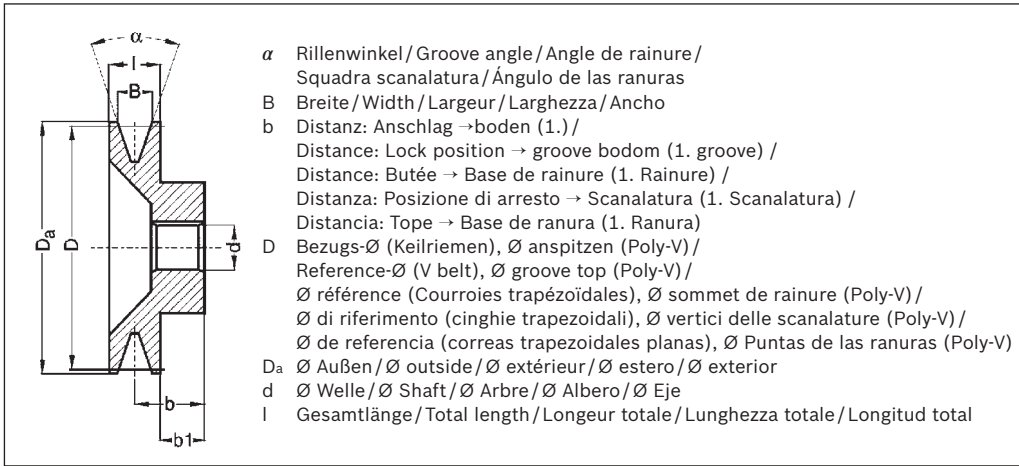 α
I
B
Da
D
d
b
b1
α Rillenwinkel/Groove angle/Angle de rainure/
Squadra scanalatura/Ángulo de las ranuras
B Breite/Width/Largeur/Larghezza/Ancho
b Distanz: Anschlag →boden (1.)/
Distance: Lock position → groove bodom (1. groove) /
Distance: Butée → Base de rainure (1. Rainure) /
Distanza: Posizione di arresto → Scanalatura (1. Scanalatura) /
Distancia: Tope → Base de ranura (1. Ranura)
D Bezugs-Ø (Keilriemen), Ø anspitzen (Poly-V)/
Reference-Ø (V belt), Ø groove top (Poly-V)/
Ø référence (Courroies trapézoïdales), Ø sommet de rainure (Poly-V)/
Ø di riferimento (cinghie trapezoidali), Ø vertici delle scanalature (Poly-V)/
Ø de referencia (correas trapezoidales planas), Ø Puntas de las ranuras (Poly-V)
Da Ø Außen/Ø outside/Ø extérieur/Ø estero/Ø exterior
d Ø Welle/Ø Shaft/Ø Arbre/Ø Albero/Ø Eje
l Gesamtlänge/Total length/Longeur totale/Lunghezza totale/Longitud total